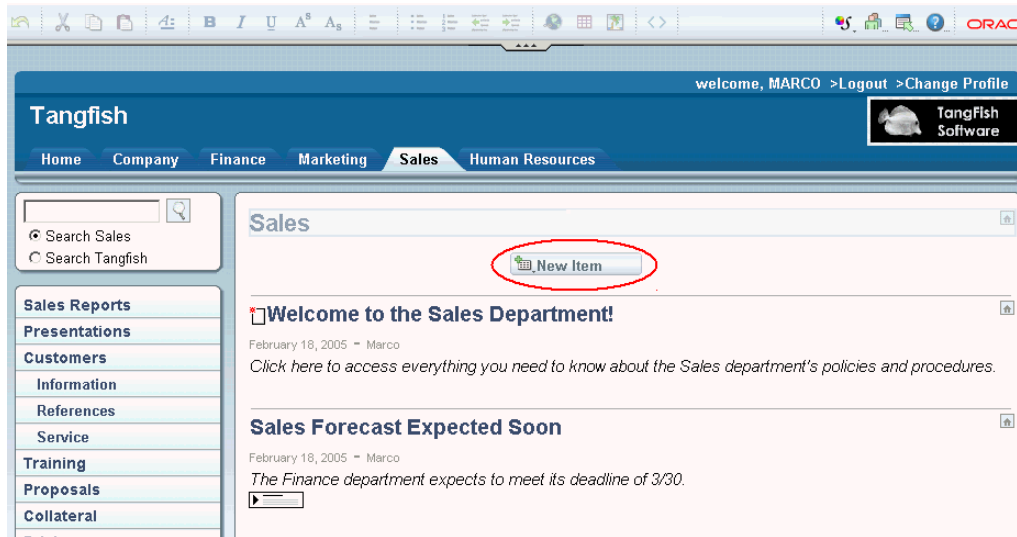 B I U A^S A_S ORAC
welcome, MARCO >Logout >Change Profile
Tangfish
TangFish
Software
Home Company Finance Marketing Sales Human Resources
Search Sales
Search Tangfish
Sales Reports
Presentations
Customers
Information
References
Service
Training
Proposals
Collateral
Sales
New Item
Welcome to the Sales Department!
February 18, 2005 - Marco
Click here to access everything you need to know about the Sales department's policies and procedures.
Sales Forecast Expected Soon
February 18, 2005 - Marco
The Finance department expects to meet its deadline of 3/30.